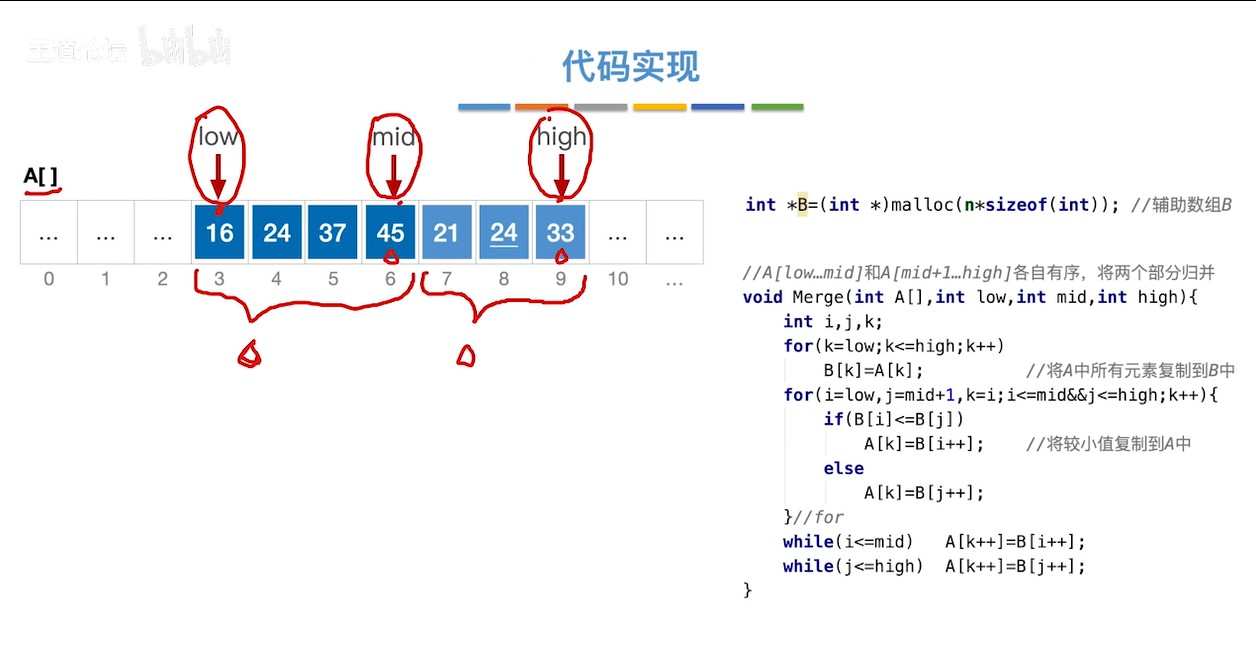 王道论坛 bilibili
代码实现
low mid high
A[ ]
... ... ... 16 24 37 45 21 24 33 ... ...
0 1 2 3 4 5 6 7 8 9 10 ...
int *B=(int *)malloc(n*sizeof(int)); //辅助数组B
//A[low…mid]和A[mid+1…high]各自有序，将两个部分归并
void Merge(int A[],int low,int mid,int high){
int i,j,k;
for(k=low;k<=high;k++)
B[k]=A[k]; //将A中所有元素复制到B中
for(i=low,j=mid+1,k=i;i<=mid&&j<=high;k++){
if(B[i]<=B[j])
A[k]=B[i++]; //将较小值复制到A中
else
A[k]=B[j++];
}//for
while(i<=mid) A[k++]=B[i++];
while(j<=high) A[k++]=B[j++];
}